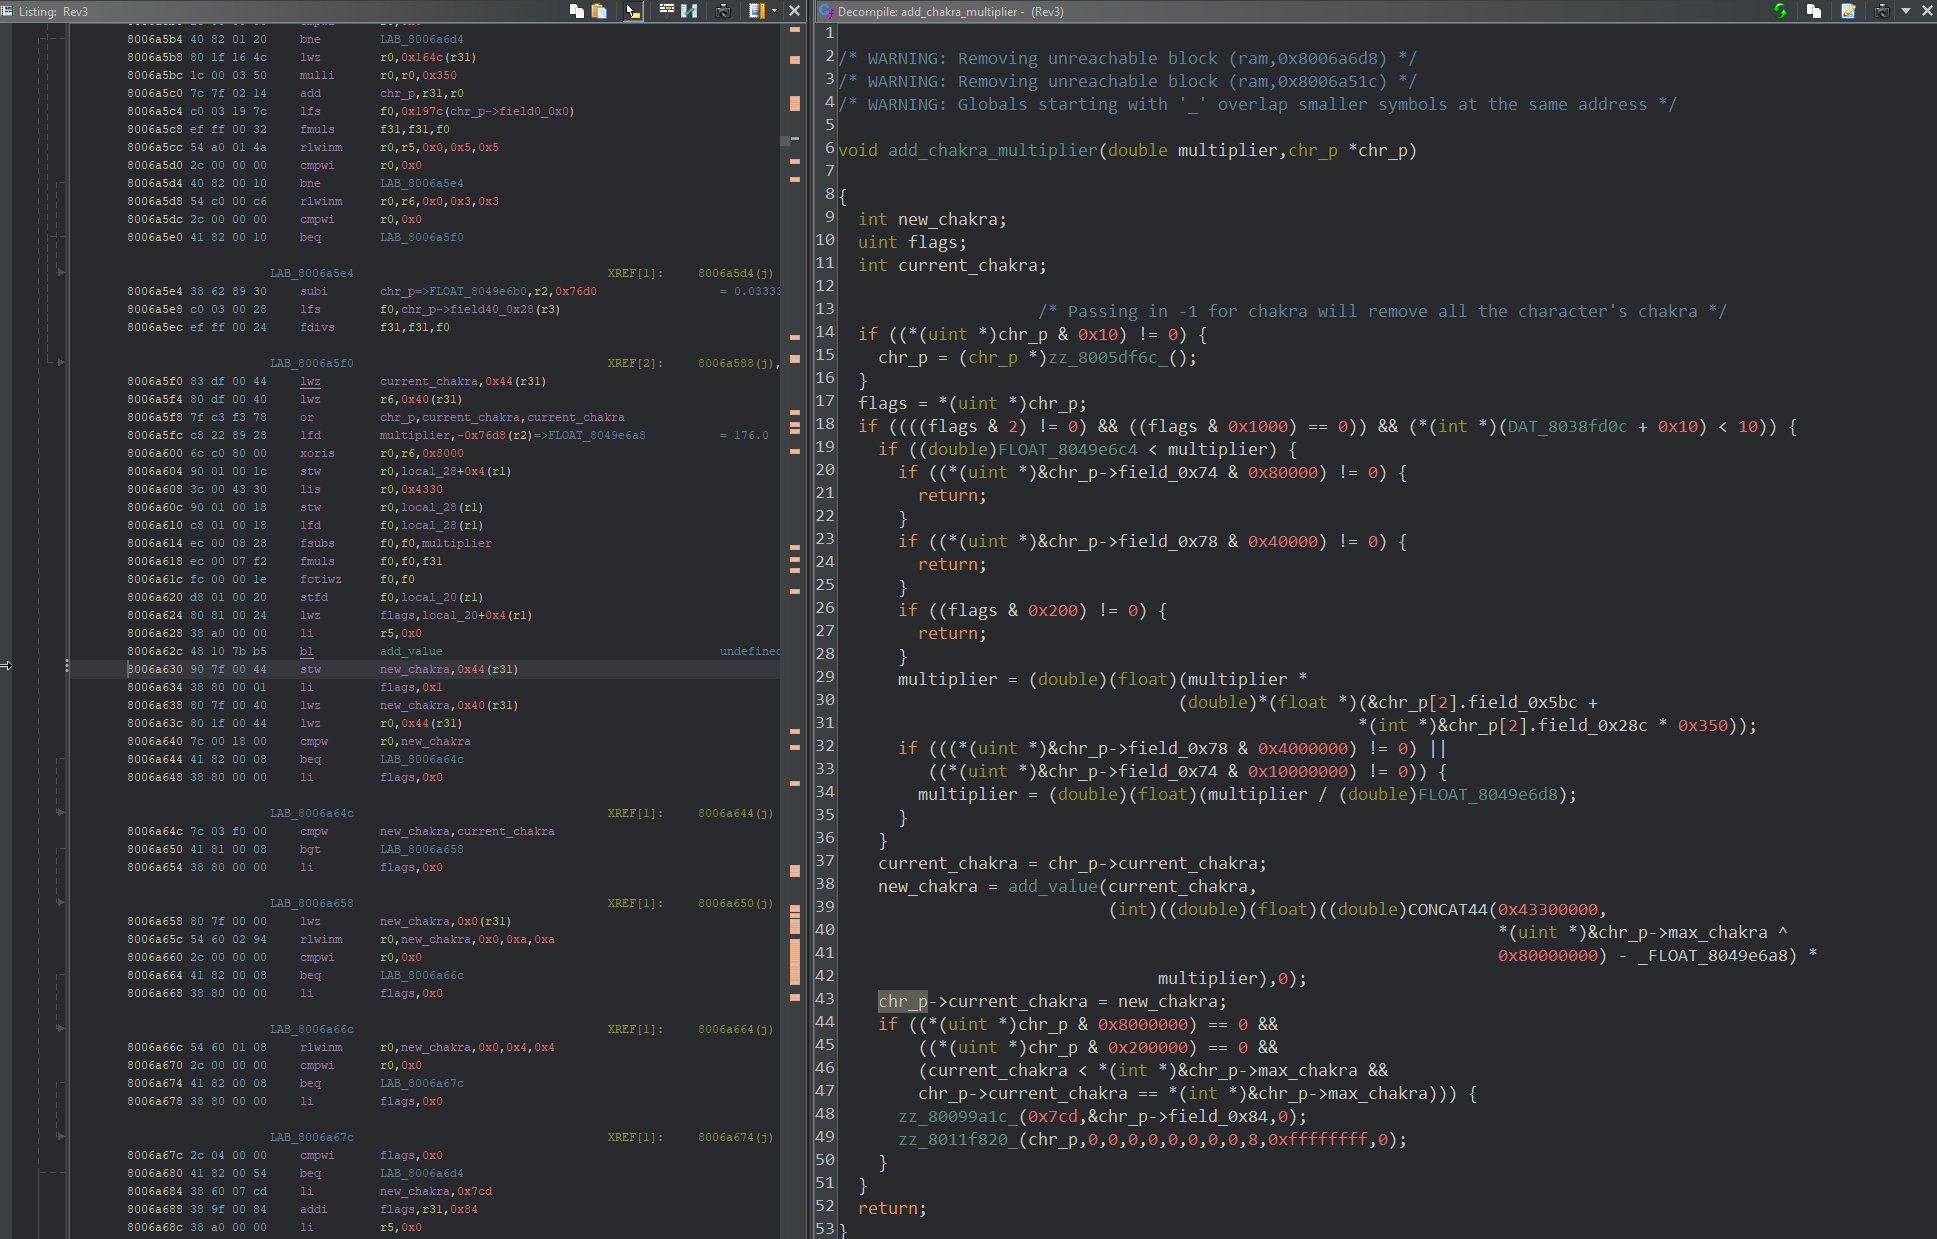 Listing: Rev3
8006a5b4 40 82 01 20 bne LAB_8006a6d4
8006a5b8 80 1f 16 4c lwz r0,0x164c(r31)
8006a5bc 1c 00 03 50 mulli r0,r0,0x350
8006a5c0 7c 7f 02 14 add chr_p,r31,r0
8006a5c4 c0 03 19 7c lfs f0,0x197c(chr_p->field0_0x0)
8006a5c8 ef ff 00 32 fmuls f31,f31,f0
8006a5cc 54 a0 01 4a rlwinm r0,r5,0x0,0x5,0x5
8006a5d0 2c 00 00 00 cmpwi r0,0x0
8006a5d4 40 82 00 10 bne LAB_8006a5e4
8006a5d8 54 c0 00 c6 rlwinm r0,r6,0x0,0x3,0x3
8006a5dc 2c 00 00 00 cmpwi r0,0x0
8006a5e0 41 82 00 10 beq LAB_8006a5f0
LAB_8006a5e4 XREF[1]: 8006a5d4(j)
8006a5e4 38 62 89 30 subi chr_p=>FLOAT_8049e6b0,r2,0x76d0 = 0.03333
8006a5e8 c0 03 00 28 lfs f0,chr_p->field40_0x28(r3)
8006a5ec ef ff 00 24 fdivs f31,f31,f0
LAB_8006a5f0 XREF[2]: 8006a588(j),
8006a5f0 83 df 00 44 lwz current_chakra,0x44(r31)
8006a5f4 80 df 00 40 lwz r6,0x40(r31)
8006a5f8 7f c3 f3 78 or chr_p,current_chakra,current_chakra
8006a5fc c8 22 89 28 lfd multiplier,-0x76d8(r2)=>FLOAT_8049e6a8 = 176.0
8006a600 6c c0 80 00 xoris r0,r6,0x8000
8006a604 90 01 00 1c stw r0,local_28+0x4(r1)
8006a608 3c 00 43 30 lis r0,0x4330
8006a60c 90 01 00 18 stw r0,local_28(r1)
8006a610 c8 01 00 18 lfd f0,local_28(r1)
8006a614 ec 00 08 28 fsubs f0,f0,multiplier
8006a618 ec 00 07 f2 fmuls f0,f0,f31
8006a61c fc 00 00 1e fctiwz f0,f0
8006a620 d8 01 00 20 stfd f0,local_20(r1)
8006a624 80 81 00 24 lwz flags,local_20+0x4(r1)
8006a628 38 a0 00 00 li r5,0x0
8006a62c 48 10 7b b5 bl add_value undefined
8006a630 90 7f 00 44 stw new_chakra,0x44(r31)
8006a634 38 80 00 01 li flags,0x1
8006a638 80 7f 00 40 lwz new_chakra,0x40(r31)
8006a63c 80 1f 00 44 lwz r0,0x44(r31)
8006a640 7c 00 18 00 cmpw r0,new_chakra
8006a644 41 82 00 08 beq LAB_8006a64c
8006a648 38 80 00 00 li flags,0x0
LAB_8006a64c XREF[1]: 8006a644(j)
8006a64c 7c 03 f0 00 cmpw new_chakra,current_chakra
8006a650 41 81 00 08 bgt LAB_8006a658
8006a654 38 80 00 00 li flags,0x0
LAB_8006a658 XREF[1]: 8006a650(j)
8006a658 80 7f 00 00 lwz new_chakra,0x0(r31)
8006a65c 54 60 02 94 rlwinm r0,new_chakra,0x0,0xa,0xa
8006a660 2c 00 00 00 cmpwi r0,0x0
8006a664 41 82 00 08 beq LAB_8006a66c
8006a668 38 80 00 00 li flags,0x0
LAB_8006a66c XREF[1]: 8006a664(j)
8006a66c 54 60 01 08 rlwinm r0,new_chakra,0x0,0x4,0x4
8006a670 2c 00 00 00 cmpwi r0,0x0
8006a674 41 82 00 08 beq LAB_8006a67c
8006a678 38 80 00 00 li flags,0x0
LAB_8006a67c XREF[1]: 8006a674(j)
8006a67c 2c 04 00 00 cmpwi flags,0x0
8006a680 41 82 00 54 beq LAB_8006a6d4
8006a684 38 60 07 cd li new_chakra,0x7cd
8006a688 38 9f 00 84 addi flags,r31,0x84
8006a68c 38 a0 00 00 li r5,0x0
Decompile: add_chakra_multiplier - (Rev3)
1
2 /* WARNING: Removing unreachable block (ram,0x8006a6d8) */
3 /* WARNING: Removing unreachable block (ram,0x8006a51c) */
4 /* WARNING: Globals starting with '_' overlap smaller symbols at the same address */
5
6 void add_chakra_multiplier(double multiplier,chr_p *chr_p)
7
8 {
9 int new_chakra;
10 uint flags;
11 int current_chakra;
12
13 /* Passing in -1 for chakra will remove all the character's chakra */
14 if ((*(uint *)chr_p & 0x10) != 0) {
15 chr_p = (chr_p *)zz_8005df6c_();
16 }
17 flags = *(uint *)chr_p;
18 if ((((flags & 2) != 0) && ((flags & 0x1000) == 0)) && (*(int *)(DAT_8038fd0c + 0x10) < 10)) {
19 if ((double)FLOAT_8049e6c4 < multiplier) {
20 if ((*(uint *)&chr_p->field_0x74 & 0x80000) != 0) {
21 return;
22 }
23 if ((*(uint *)&chr_p->field_0x78 & 0x40000) != 0) {
24 return;
25 }
26 if ((flags & 0x200) != 0) {
27 return;
28 }
29 multiplier = (double)(float)(multiplier *
30 (double)*(float *)(&chr_p[2].field_0x5bc +
31 *(int *)&chr_p[2].field_0x28c * 0x350));
32 if (((*(uint *)&chr_p->field_0x78 & 0x4000000) != 0) ||
33 ((*(uint *)&chr_p->field_0x74 & 0x10000000) != 0)) {
34 multiplier = (double)(float)(multiplier / (double)FLOAT_8049e6d8);
35 }
36 }
37 current_chakra = chr_p->current_chakra;
38 new_chakra = add_value(current_chakra,
39 (int)((double)(float)((double)CONCAT44(0x43300000,
40 *(uint *)&chr_p->max_chakra ^
41 0x80000000) - _FLOAT_8049e6a8) *
42 multiplier),0);
43 chr_p->current_chakra = new_chakra;
44 if ((*(uint *)chr_p & 0x8000000) == 0 &&
45 ((*(uint *)chr_p & 0x200000) == 0 &&
46 (current_chakra < *(int *)&chr_p->max_chakra &&
47 chr_p->current_chakra == *(int *)&chr_p->max_chakra))) {
48 zz_80099a1c_(0x7cd,&chr_p->field_0x84,0);
49 zz_8011f820_(chr_p,0,0,0,0,0,0,0,0,8,0xffffffff,0);
50 }
51 }
52 return;
53 }